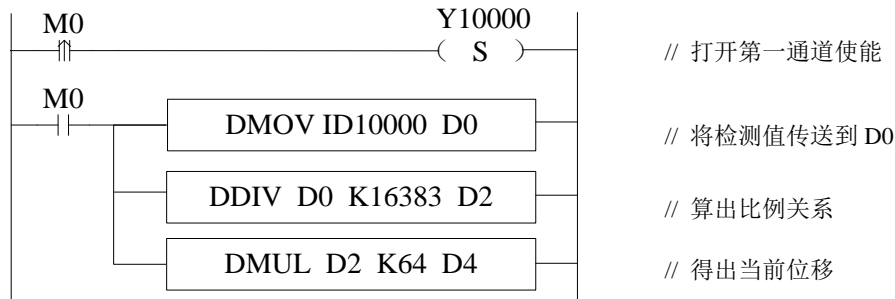 M0
Y10000
( S )
// 打开第一通道使能
M0
DMOV ID10000 D0
// 将检测值传送到 D0
DDIV D0 K16383 D2
// 算出比例关系
DMUL D2 K64 D4
// 得出当前位移